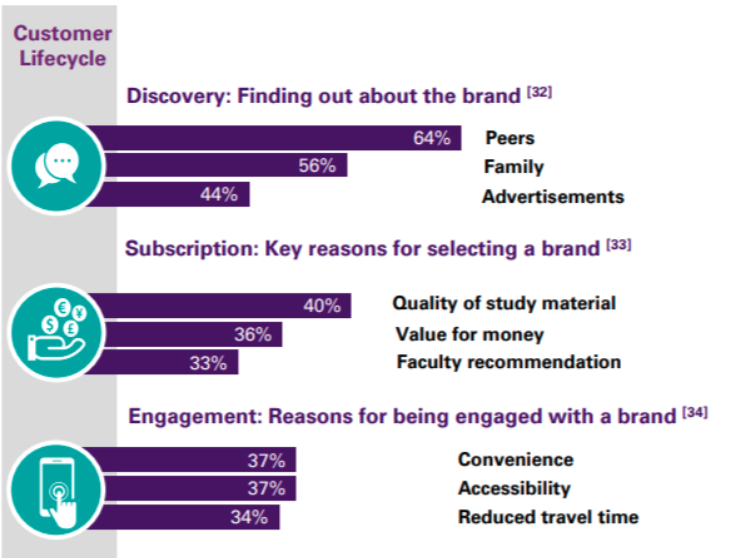 Customer
Lifecycle
Discovery: Finding out about the brand [32]
64% Peers
56% Family
44% Advertisements
Subscription: Key reasons for selecting a brand [33]
40% Quality of study material
36% Value for money
33% Faculty recommendation
Engagement: Reasons for being engaged with a brand [34]
37% Convenience
37% Accessibility
34% Reduced travel time